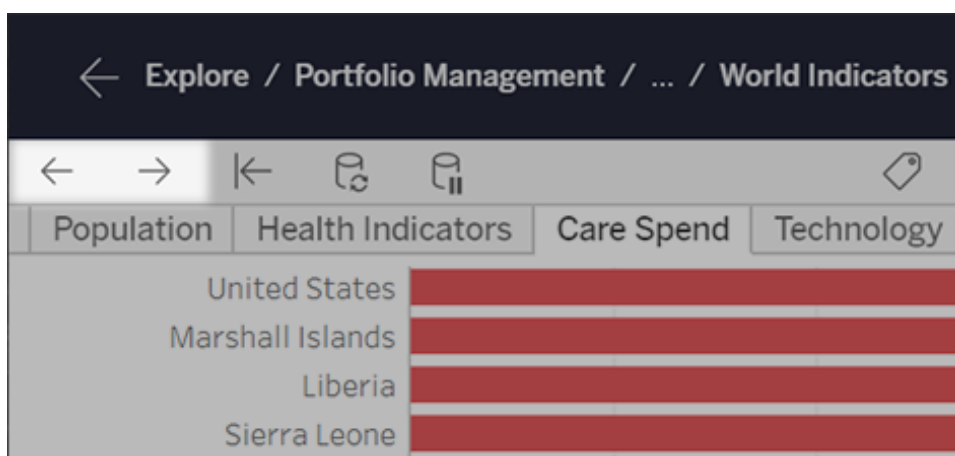 Explore / Portfolio Management / ... / World Indicators
Population Health Indicators Care Spend Technology
United States
Marshall Islands
Liberia
Sierra Leone